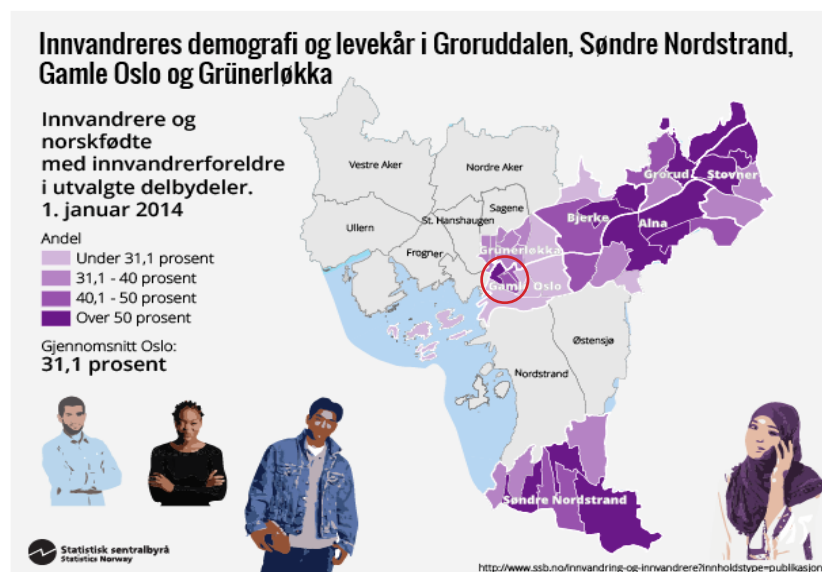 Innvandreres demografi og levekår i Groruddalen, Søndre Nordstrand,
Gamle Oslo og Grünerløkka
Innvandrere og
norskfødte
med innvandrerforeldre
i utvalgte delbydeler.
1. januar 2014
Andel
Under 31,1 prosent
31,1 - 40 prosent
40,1 - 50 prosent
Over 50 prosent
Gjennomsnitt Oslo:
31,1 prosent
Vestre Aker
Nordre Aker
Grorud
Stovner
Sagene
Ullern
St. Hanshaugen
Bjerke
Alna
Frogner
Grünerløkka
Gamle Oslo
Østensjø
Nordstrand
Søndre Nordstrand
Statistisk sentralbyrå
Statistics Norway
http://www.ssb.no/innvandring-og-innvandrere?innholdstype=publikasjon